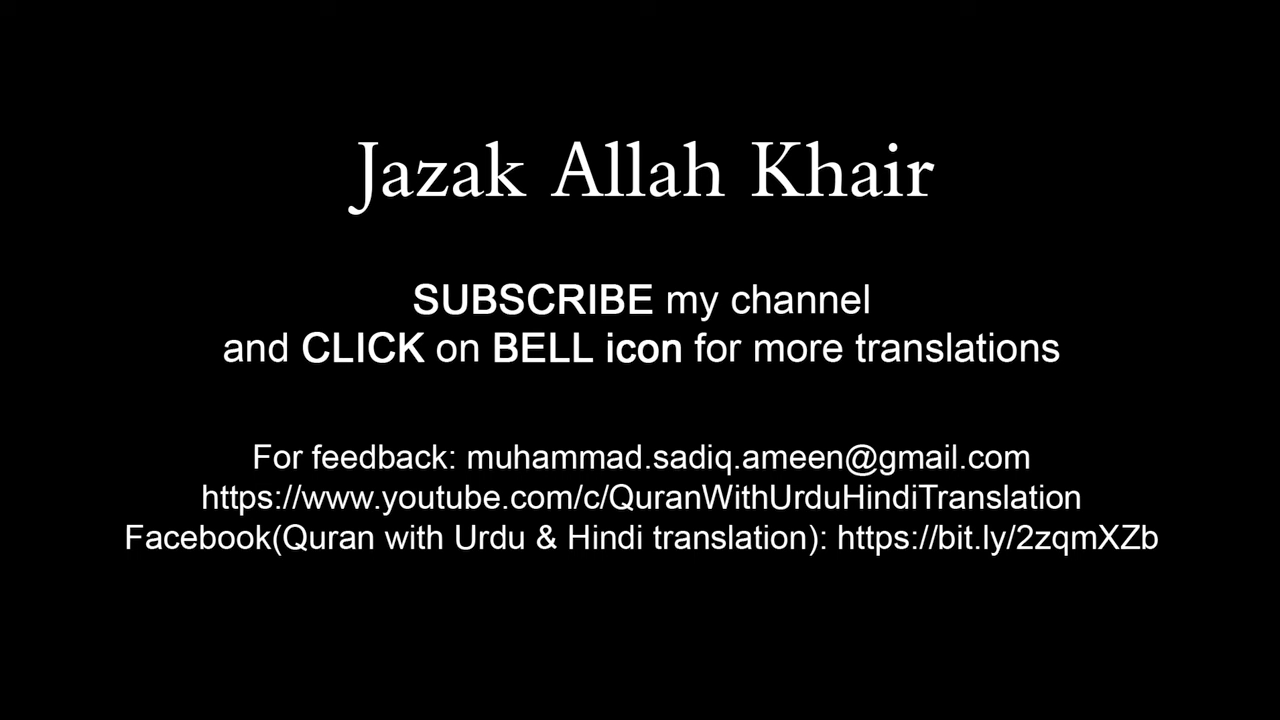 Jazak Allah Khair
SUBSCRIBE my channel
and CLICK on BELL icon for more translations
For feedback: muhammad.sadiq.ameen@gmail.com
https://www.youtube.com/c/QuranWithUrduHindiTranslation
Facebook(Quran with Urdu & Hindi translation): https://bit.ly/2zqmXZb